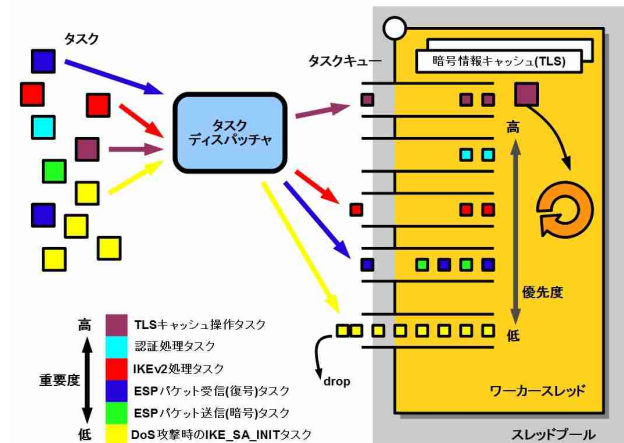 タスク
タスクキュー
暗号情報キャッシュ(TLS)
タスク
ディスパッチャ
高
優先度
低
drop
高
重要度
低
TLSキャッシュ操作タスク
認証処理タスク
IKEv2処理タスク
ESPパケット受信(復号)タスク
ESPパケット送信(暗号)タスク
DoS攻撃時のIKE_SA_INITタスク
ワーカースレッド
スレッドプール